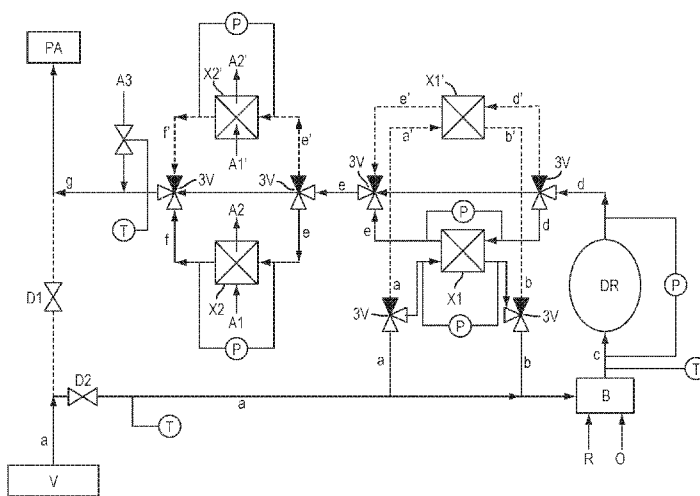 P
PA
A3
X2'
A2'
A1'
f'
e'
X1'
e'
d'
a'
b'
3V
3V
g
3V
3V
e
d
T
A2
f
e
e
P
d
X2
A1
P
X1
a
b
P
3V
3V
DR
P
D1
a
b
c
T
D2
a
T
B
a
V
R
O